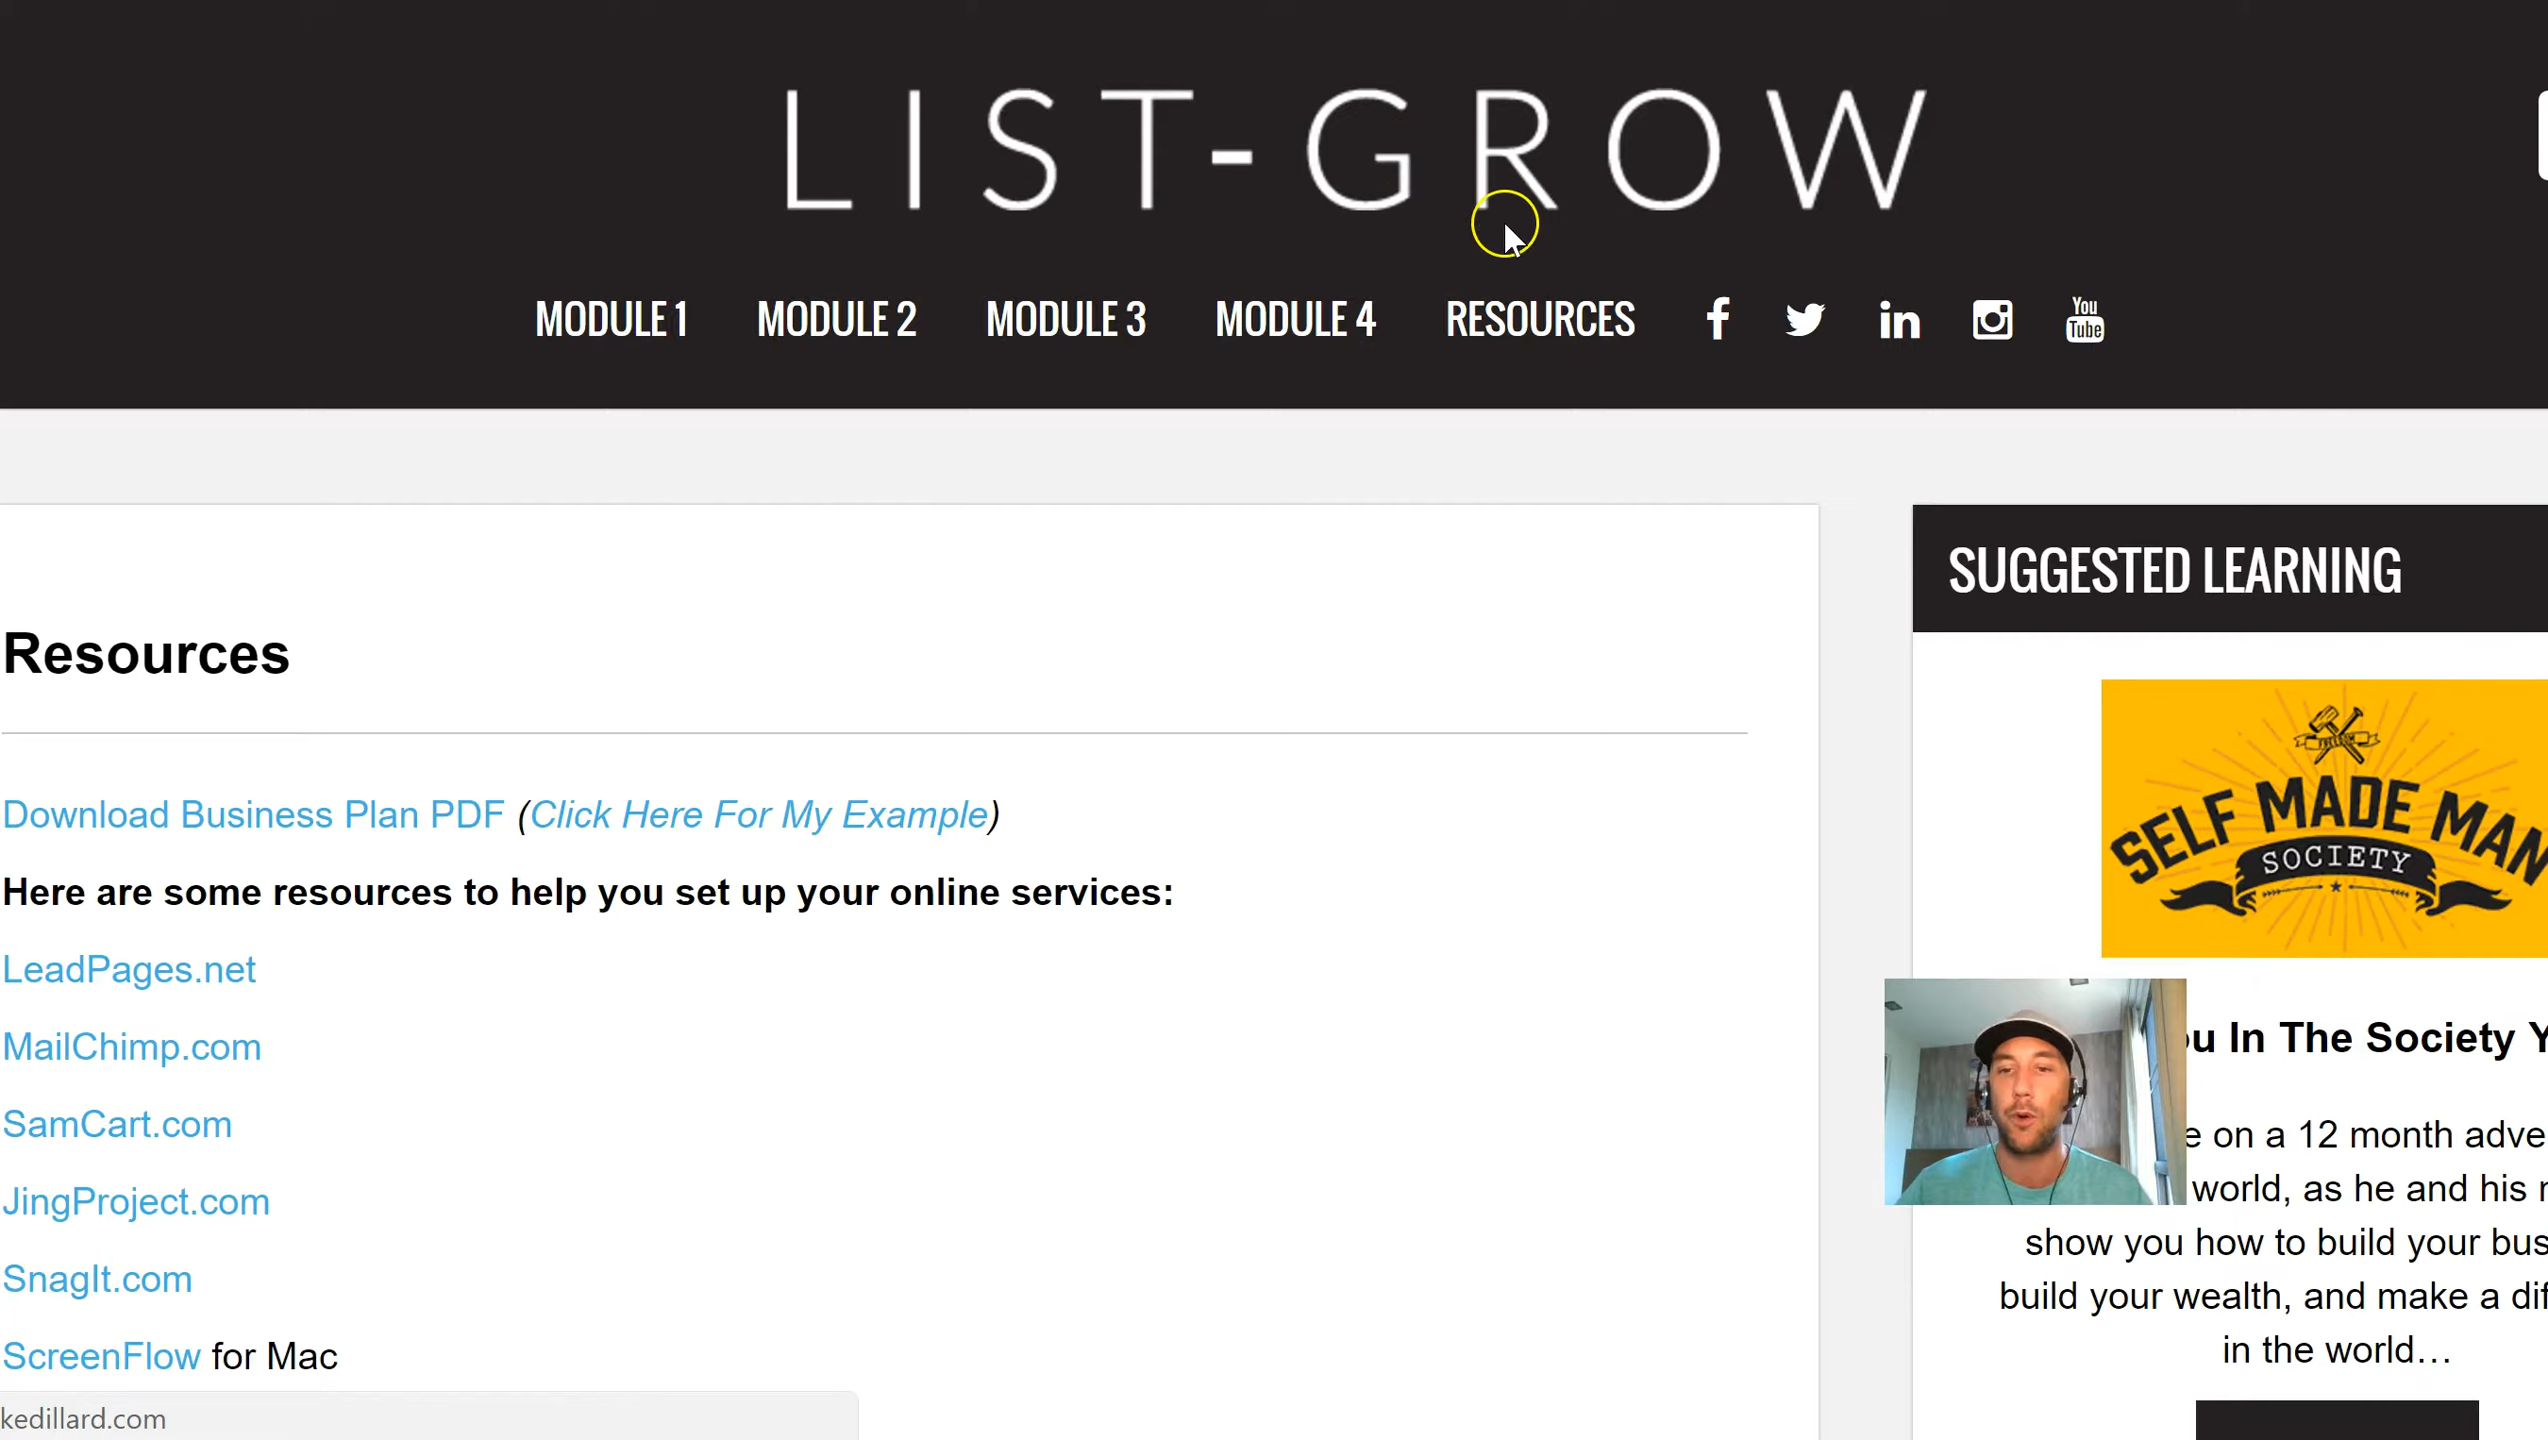 LIST-GROW
MODULE 1 MODULE 2 MODULE 3 MODULE 4 RESOURCES You Tube
SUGGESTED LEARNING
Resources
FREEDOM
SELF MADE MAN
SOCIETY
Download Business Plan PDF (Click Here For My Example)
Here are some resources to help you set up your online services:
LeadPages.net
MailChimp.com
SamCart.com
JingProject.com
SnagIt.com
ScreenFlow for Mac
In The Society
on a 12 month
world, as he and his
show you how to build your
build your wealth, and make a
in the world…
kedillard.com